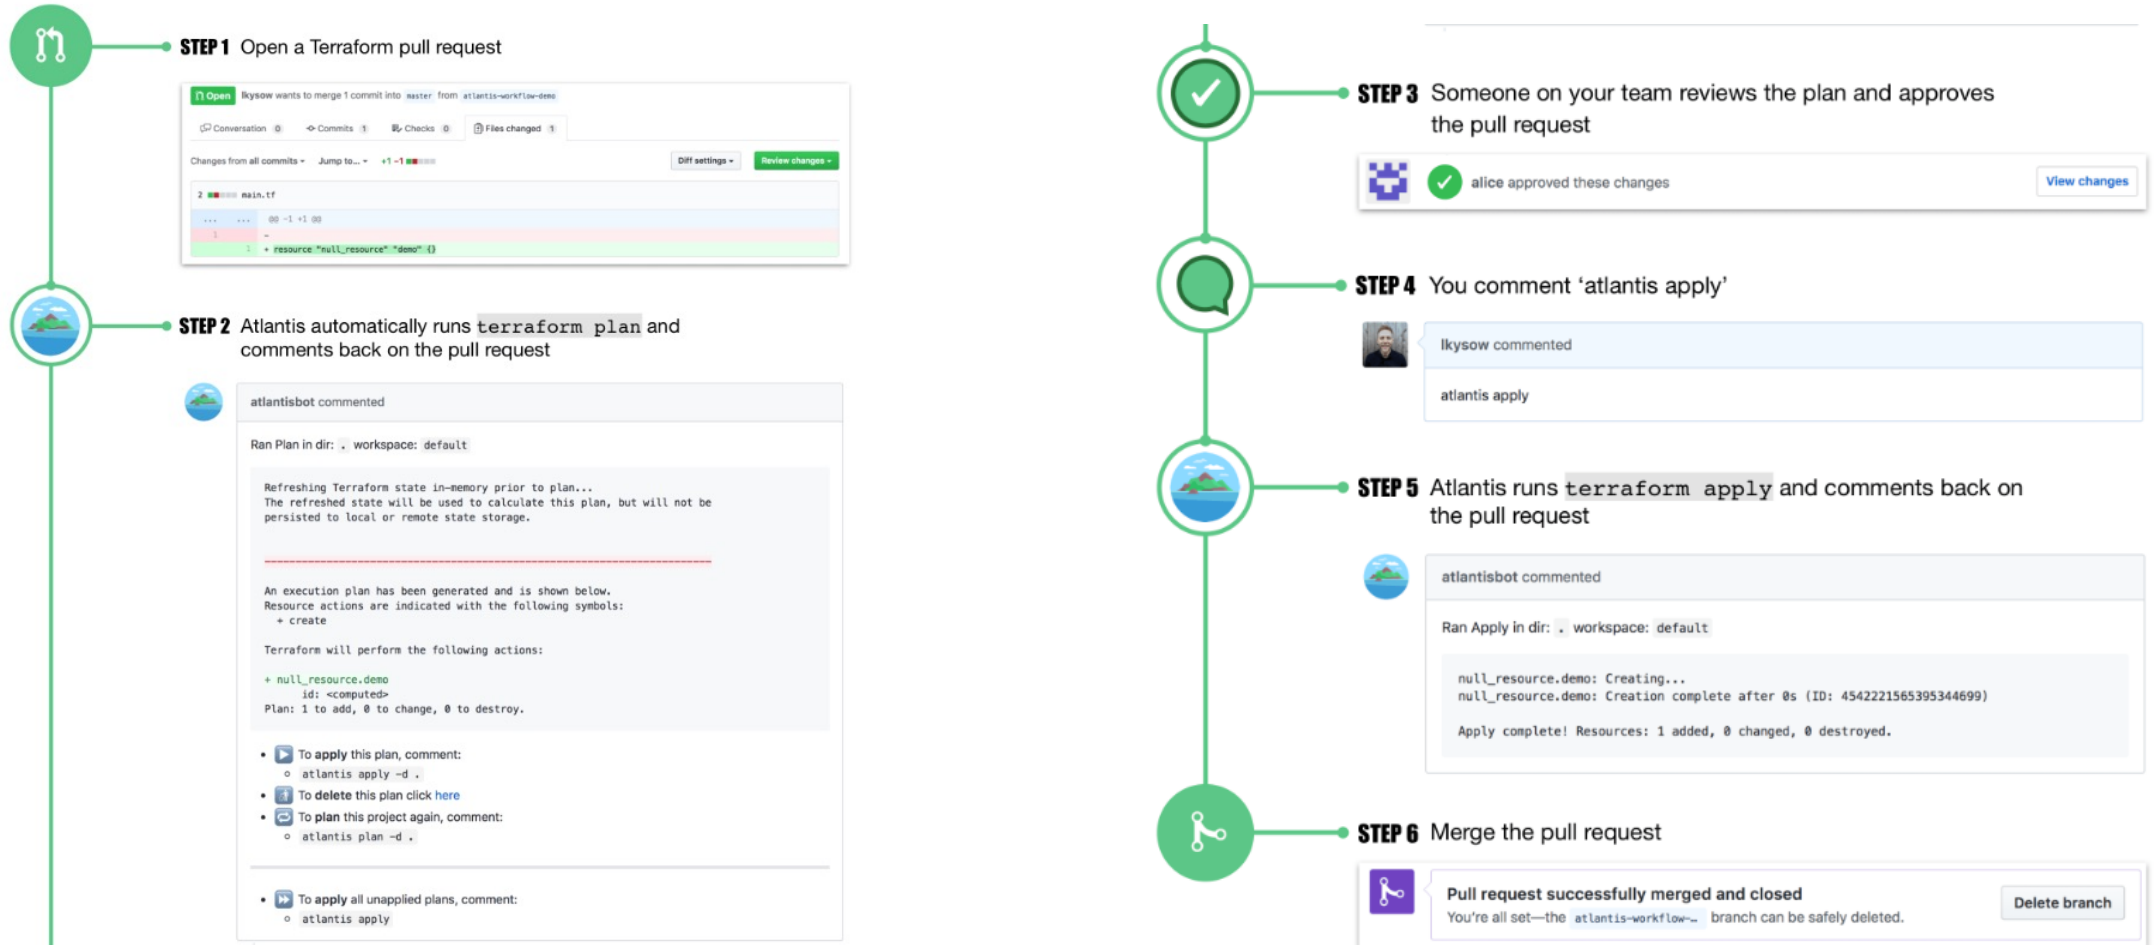 STEP 1 Open a Terraform pull request
Open lkysow wants to merge 1 commit into master from atlantis-workflow-demo
Conversation 0 Commits 1 Checks 0 Files changed 1
Changes from all commits Jump to... +1 −1 Diff settings Review changes
2 main.tf
... ... @@ -1 +1 @@
1 -
1 + resource "null_resource" "demo" {}
STEP 2 Atlantis automatically runs terraform plan and
comments back on the pull request
atlantisbot commented
Ran Plan in dir: . workspace: default
Refreshing Terraform state in-memory prior to plan...
The refreshed state will be used to calculate this plan, but will not be
persisted to local or remote state storage.
------------------------------------------------------------------------
An execution plan has been generated and is shown below.
Resource actions are indicated with the following symbols:
+ create
Terraform will perform the following actions:
+ null_resource.demo
id: <computed>
Plan: 1 to add, 0 to change, 0 to destroy.
• To apply this plan, comment:
atlantis apply -d .
• To delete this plan click here
• To plan this project again, comment:
atlantis plan -d .
• To apply all unapplied plans, comment:
atlantis apply
STEP 3 Someone on your team reviews the plan and approves
the pull request
alice approved these changes View changes
STEP 4 You comment ‘atlantis apply’
lkysow commented
atlantis apply
STEP 5 Atlantis runs terraform apply and comments back on
the pull request
atlantisbot commented
Ran Apply in dir: . workspace: default
null_resource.demo: Creating...
null_resource.demo: Creation complete after 0s (ID: 4542221565395344699)
Apply complete! Resources: 1 added, 0 changed, 0 destroyed.
STEP 6 Merge the pull request
Pull request successfully merged and closed
You're all set—the atlantis-workflow-… branch can be safely deleted.
Delete branch